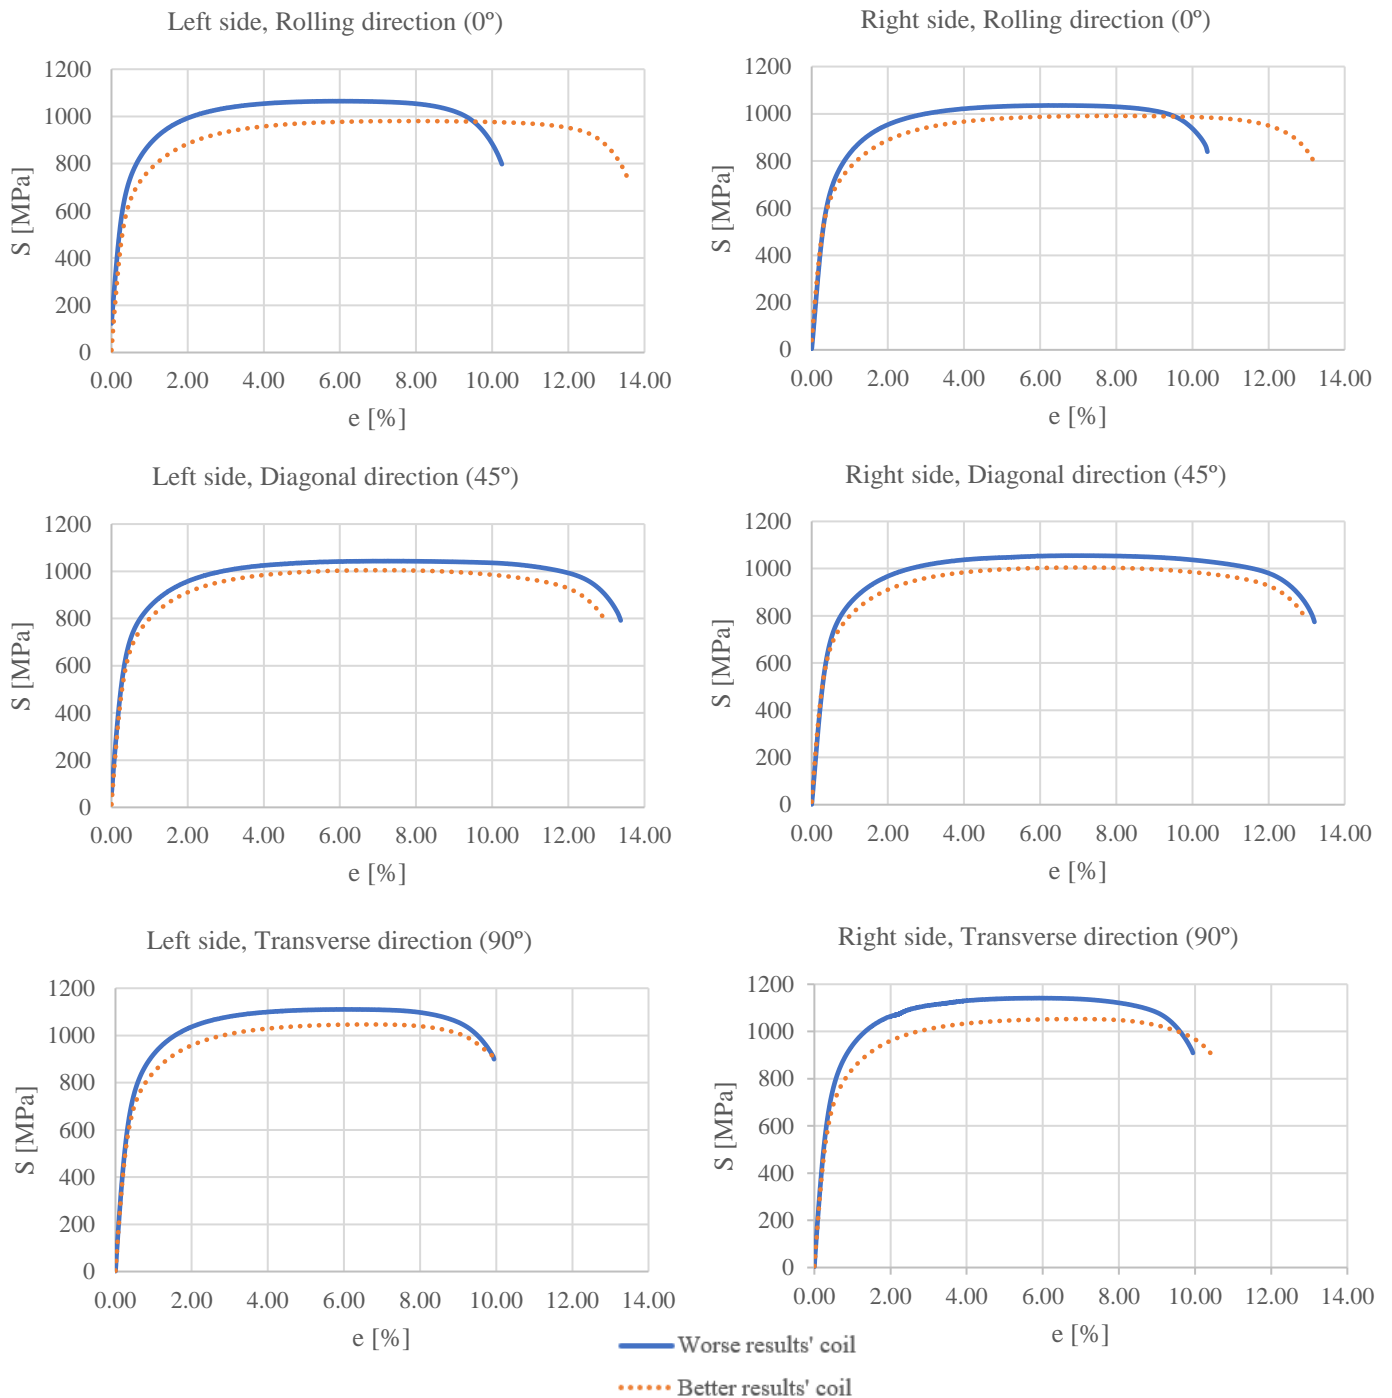 Left side, Rolling direction (0º)
1200
1000
800
600
400
200
0
S [MPa]
0.00 2.00 4.00 6.00 8.00 10.00 12.00 14.00
e [%]
Right side, Rolling direction (0º)
1200
1000
800
600
400
200
0
S [MPa]
0.00 2.00 4.00 6.00 8.00 10.00 12.00 14.00
e [%]
Left side, Diagonal direction (45º)
1200
1000
800
600
400
200
0
S [MPa]
0.00 2.00 4.00 6.00 8.00 10.00 12.00 14.00
e [%]
Right side, Diagonal direction (45º)
1200
1000
800
600
400
200
0
S [MPa]
0.00 2.00 4.00 6.00 8.00 10.00 12.00 14.00
e [%]
Left side, Transverse direction (90º)
1200
1000
800
600
400
200
0
S [MPa]
0.00 2.00 4.00 6.00 8.00 10.00 12.00 14.00
e [%]
Right side, Transverse direction (90º)
1200
1000
800
600
400
200
0
S [MPa]
0.00 2.00 4.00 6.00 8.00 10.00 12.00 14.00
e [%]
Worse results' coil
Better results' coil